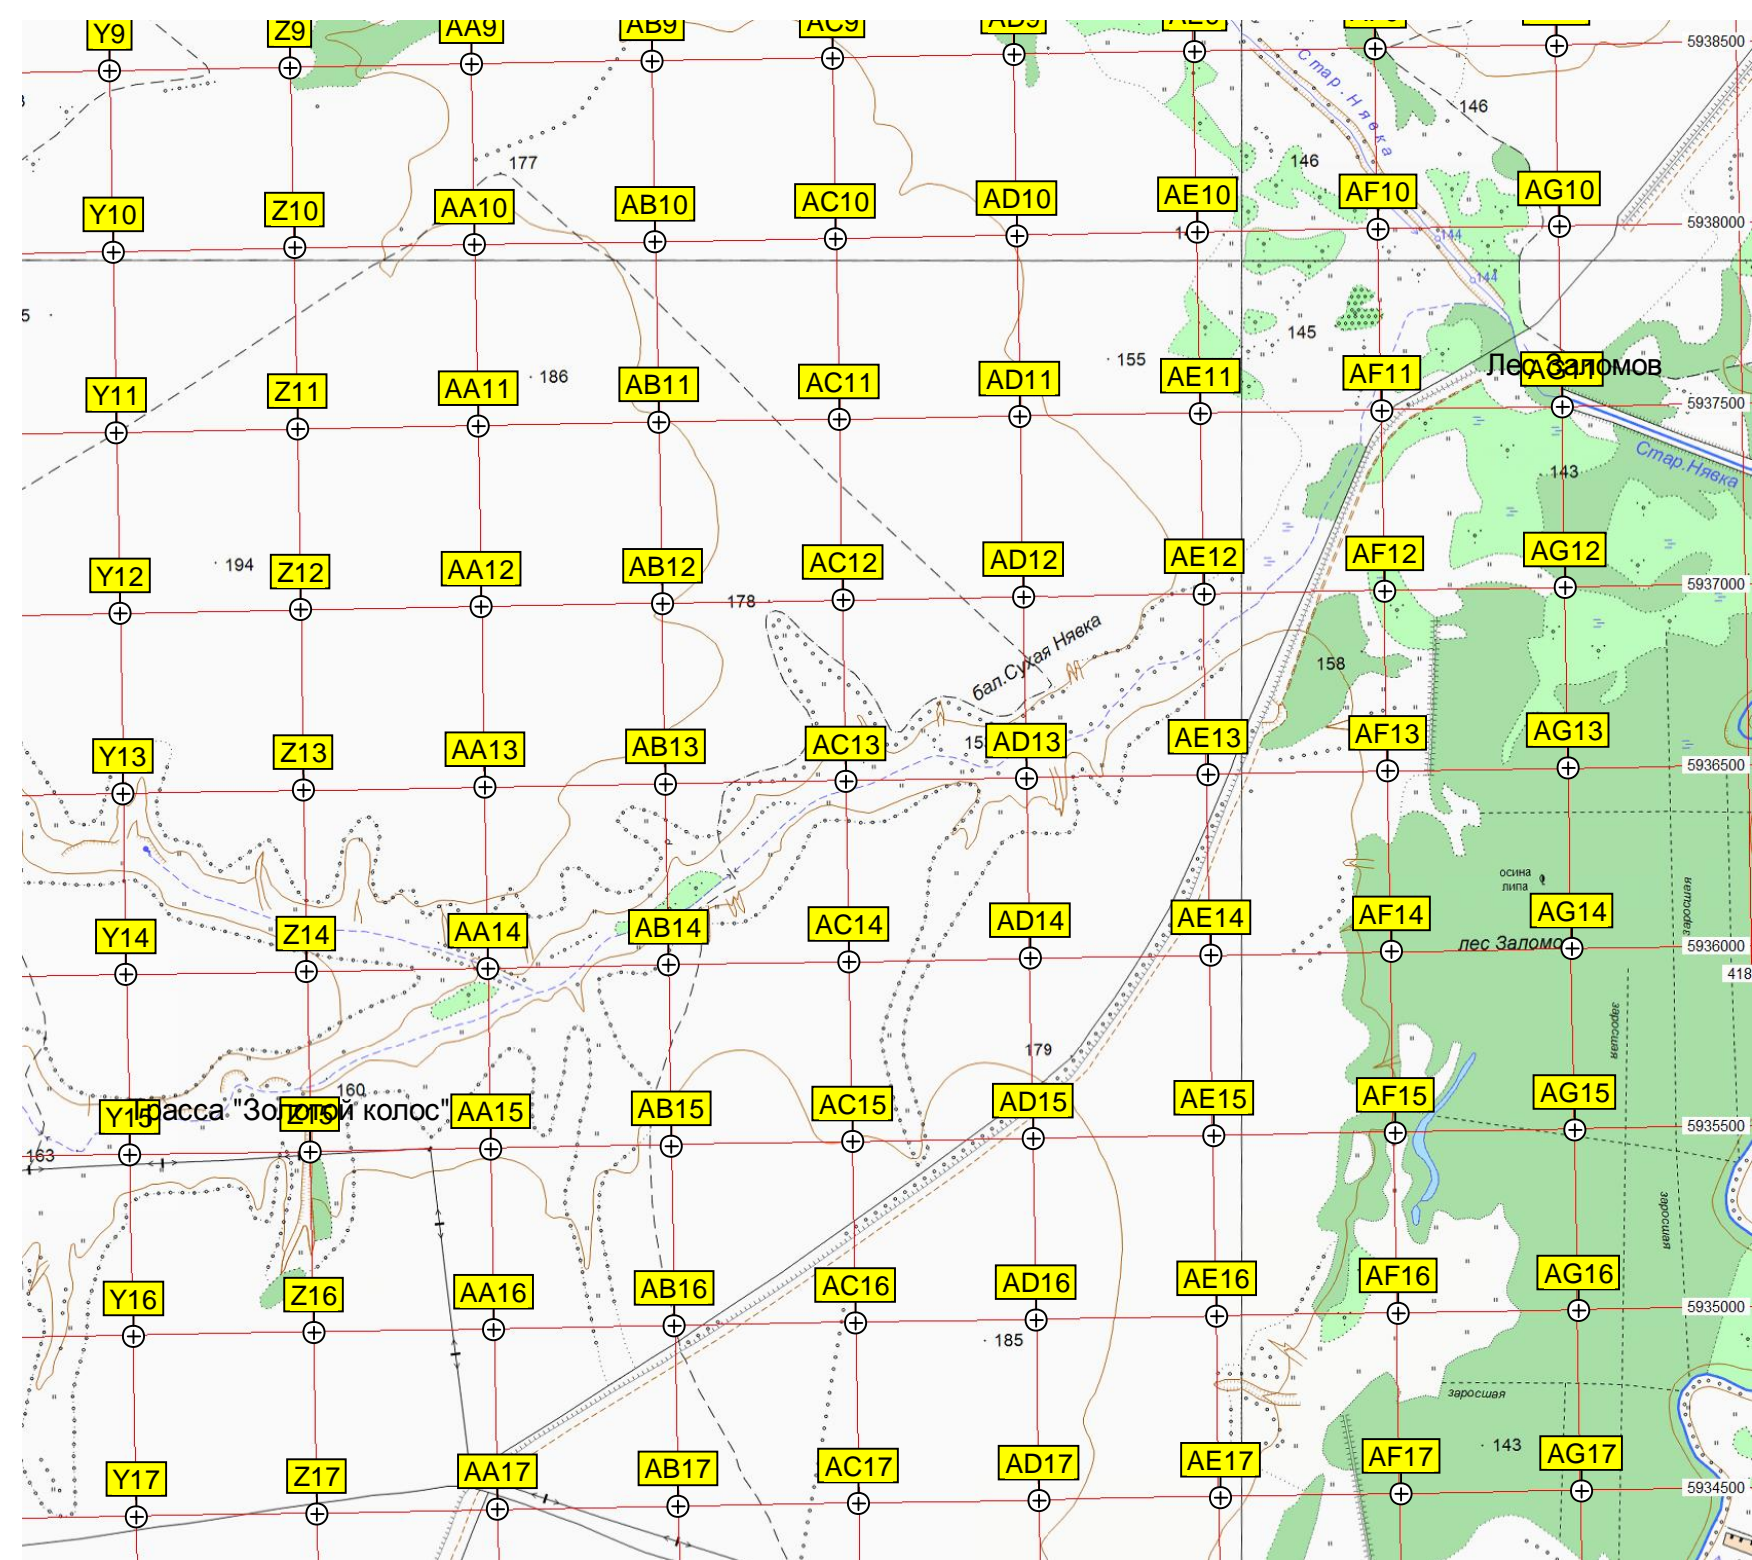 Y9 Z9 AA9 AB9 AC9 AD9
5938500
Стар. Нявка
146
177
146
Y10 Z10 AA10 AB10 AC10 AD10 AE10 AF10 AG10
5938000
144
144
145
155
186
Y11 Z11 AA11 AB11 AC11 AD11 AE11 AF11 AG11
Лес Заломов
5937500
Стар.Нявка
143
194
Y12 Z12 AA12 AB12 AC12 AD12 AE12 AF12 AG12
5937000
178
бал.Сухая Нявка
158
Y13 Z13 AA13 AB13 AC13 AD13 AE13 AF13 AG13
5936500
осина
липа
заросшая
Y14 Z14 AA14 AB14 AC14 AD14 AE14 AF14 AG14
лес Заломо
5936000
418
заросшая
179
160
Y15 Z15 AA15 AB15 AC15 AD15 AE15 AF15 AG15
Трасса "Золотой колос"
5935500
163
заросшая
Y16 Z16 AA16 AB16 AC16 AD16 AE16 AF16 AG16
5935000
185
заросшая
143
Y17 Z17 AA17 AB17 AC17 AD17 AE17 AF17 AG17
5934500